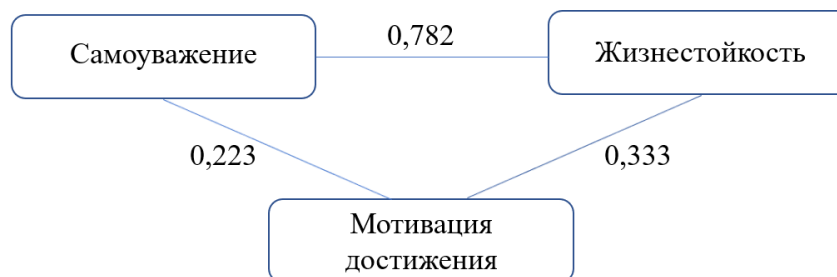 0,782
Самоуважение
Жизнестойкость
0,223
0,333
Мотивация
достижения